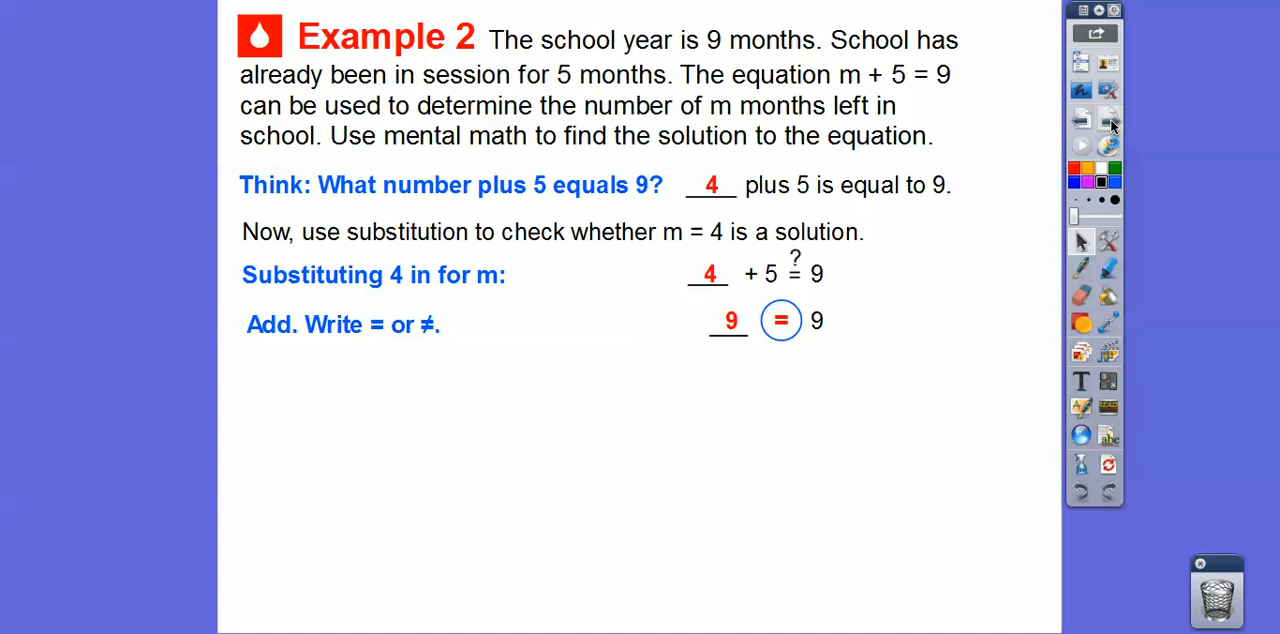 Example 2 The school year is 9 months. School has
already been in session for 5 months. The equation m + 5 = 9
can be used to determine the number of m months left in
school. Use mental math to find the solution to the equation.
Think: What number plus 5 equals 9? 4 plus 5 is equal to 9.
Now, use substitution to check whether m = 4 is a solution.
Substituting 4 in for m: 4 + 5 ?= 9
Add. Write = or ≠. 9 = 9